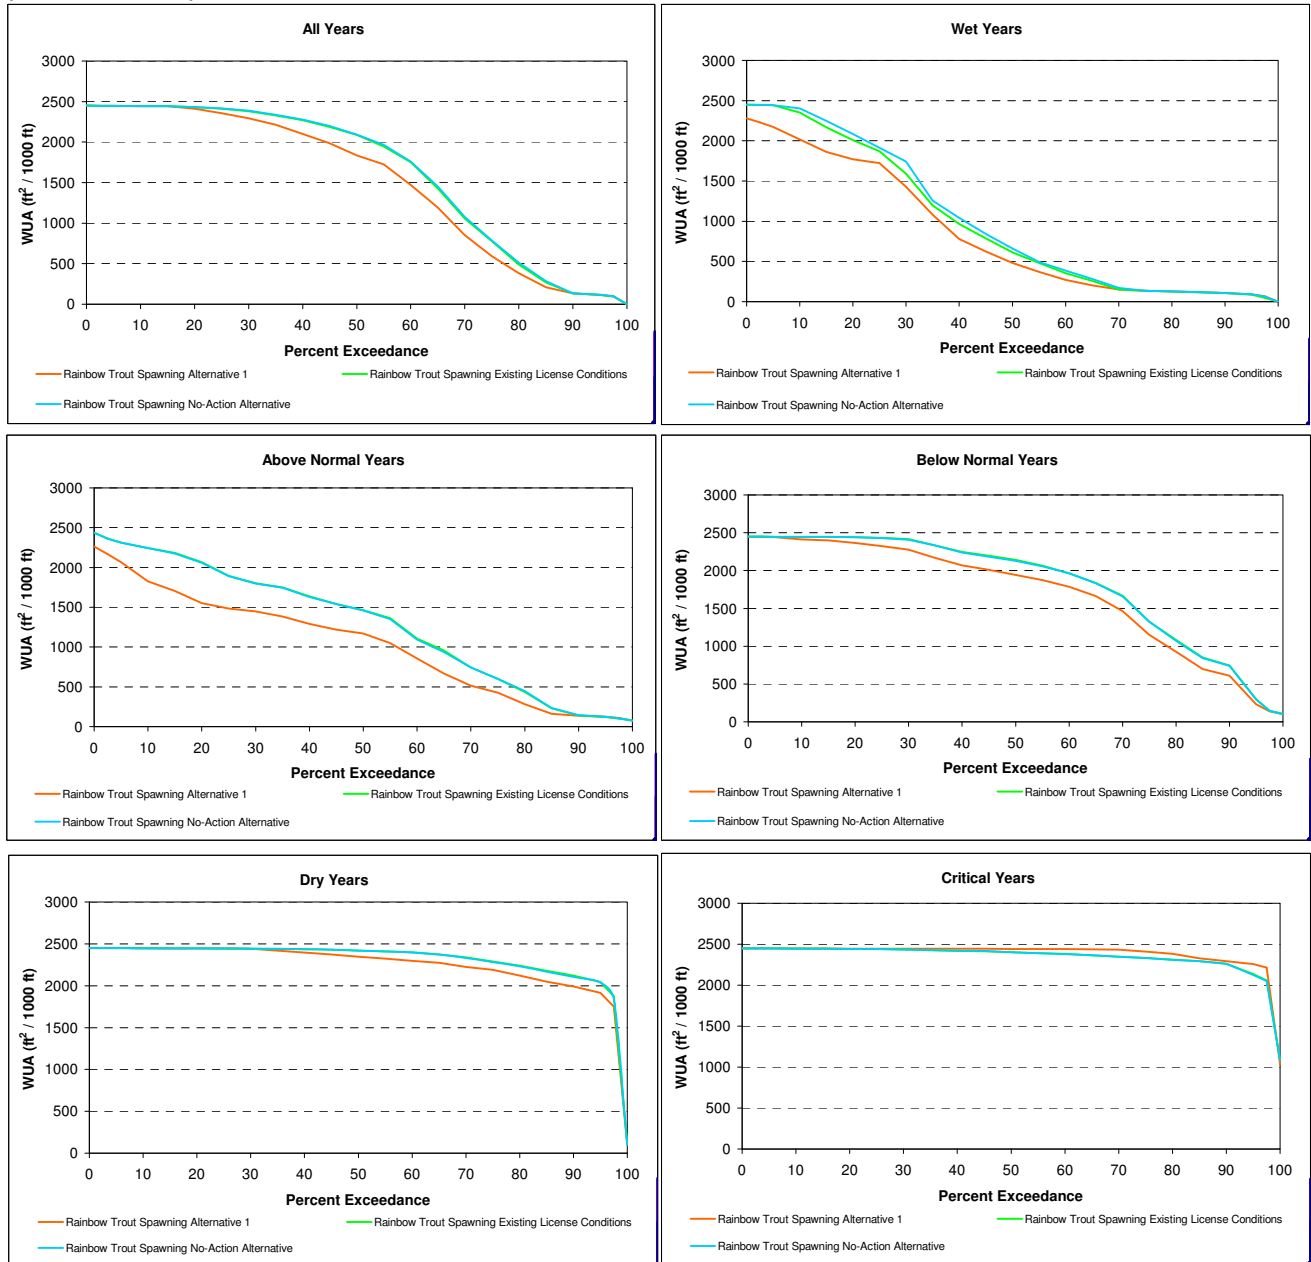 All Years
3000
2500
2000
1500
1000
500
0
WUA (ft² / 1000 ft)
0 10 20 30 40 50 60 70 80 90 100
Percent Exceedance
Rainbow Trout Spawning Alternative 1
Rainbow Trout Spawning Existing License Conditions
Rainbow Trout Spawning No-Action Alternative
Wet Years
3000
2500
2000
1500
1000
500
0
WUA (ft² / 1000 ft)
0 10 20 30 40 50 60 70 80 90 100
Percent Exceedance
Rainbow Trout Spawning Alternative 1
Rainbow Trout Spawning Existing License Conditions
Rainbow Trout Spawning No-Action Alternative
Above Normal Years
3000
2500
2000
1500
1000
500
0
WUA (ft² / 1000 ft)
0 10 20 30 40 50 60 70 80 90 100
Percent Exceedance
Rainbow Trout Spawning Alternative 1
Rainbow Trout Spawning Existing License Conditions
Rainbow Trout Spawning No-Action Alternative
Below Normal Years
3000
2500
2000
1500
1000
500
0
WUA (ft² / 1000 ft)
0 10 20 30 40 50 60 70 80 90 100
Percent Exceedance
Rainbow Trout Spawning Alternative 1
Rainbow Trout Spawning Existing License Conditions
Rainbow Trout Spawning No-Action Alternative
Dry Years
3000
2500
2000
1500
1000
500
0
WUA (ft² / 1000 ft)
0 10 20 30 40 50 60 70 80 90 100
Percent Exceedance
Rainbow Trout Spawning Alternative 1
Rainbow Trout Spawning Existing License Conditions
Rainbow Trout Spawning No-Action Alternative
Critical Years
3000
2500
2000
1500
1000
500
0
WUA (ft² / 1000 ft)
0 10 20 30 40 50 60 70 80 90 100
Percent Exceedance
Rainbow Trout Spawning Alternative 1
Rainbow Trout Spawning Existing License Conditions
Rainbow Trout Spawning No-Action Alternative